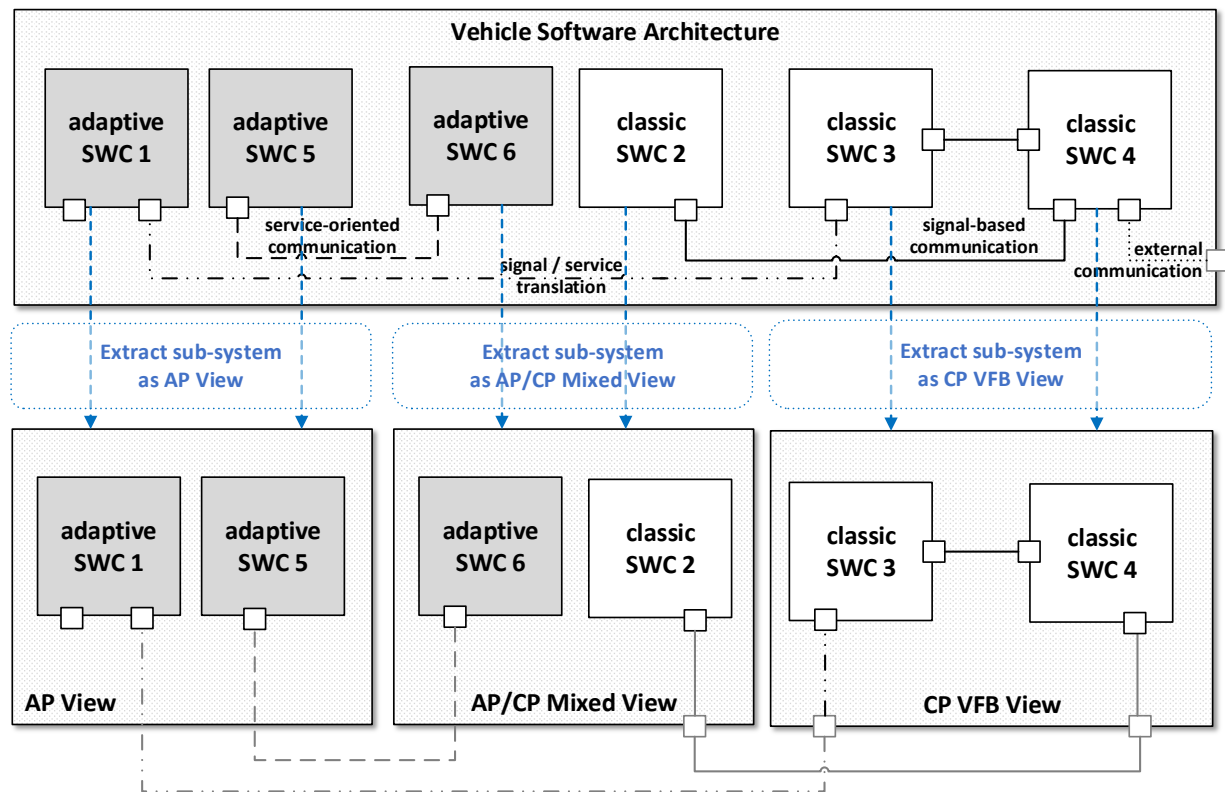 Vehicle Software Architecture
adaptive
SWC 1
adaptive
SWC 5
adaptive
SWC 6
classic
SWC 2
classic
SWC 3
classic
SWC 4
service-oriented
communication
signal-based
communication
signal / service
translation
external
communication
Extract sub-system
as AP View
Extract sub-system
as AP/CP Mixed View
Extract sub-system
as CP VFB View
adaptive
SWC 1
adaptive
SWC 5
adaptive
SWC 6
classic
SWC 2
classic
SWC 3
classic
SWC 4
AP View
AP/CP Mixed View
CP VFB View